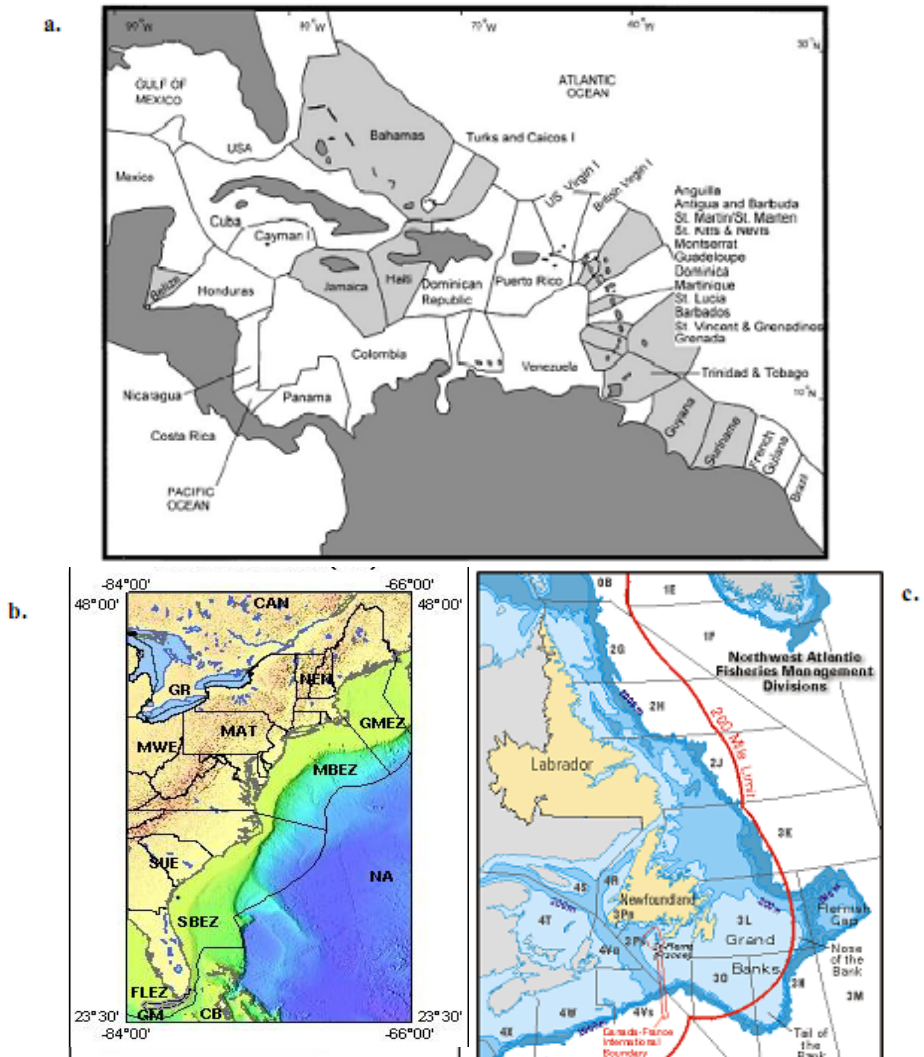 a.
90°W
80°W
70°W
60°W
30°N
GULF OF
MEXICO
ATLANTIC
OCEAN
USA
Bahamas
Turks and Caicos I
Mexico
Cuba
Cayman I
US Virgin I
British Virgin I
Anguilla
Antigua and Barbuda
St. Martin/St. Marten
St. Kitts & Nevis
Montserrat
Guadeloupe
Dominica
Martinique
St. Lucia
Barbados
St. Vincent & Grenadines
Grenada
Belize
Honduras
Jamaica
Haiti
Dominican
Republic
Puerto Rico
Colombia
Venezuela
Trinidad & Tobago
10°N
Nicaragua
Panama
Costa Rica
Guyana
Suriname
French
Guiana
Brazil
PACIFIC
OCEAN
b.
-84°00'
-66°00'
48°00'
48°00'
CAN
GR
NEN
GMEZ
MWE
MAT
MBEZ
SUE
NA
SBEZ
FLEZ
GM
CB
23°30'
23°30'
-84°00'
-66°00'
c.
0B
1E
2G
1F
Northwest Atlantic
Fisheries Management
Divisions
2H
200 Mile Limit
Labrador
2J
3K
4S
4R
Newfoundland
3Pn
200m
200m
Flemish
Cap
4T
3L
4Vn
3Ps
St-Pierre
(France)
Grand
Banks
Nose
of the
Bank
3O
3N
3M
4X
4W
4Vs
Canada-France
International
Boundary
Tail of
the
Bank